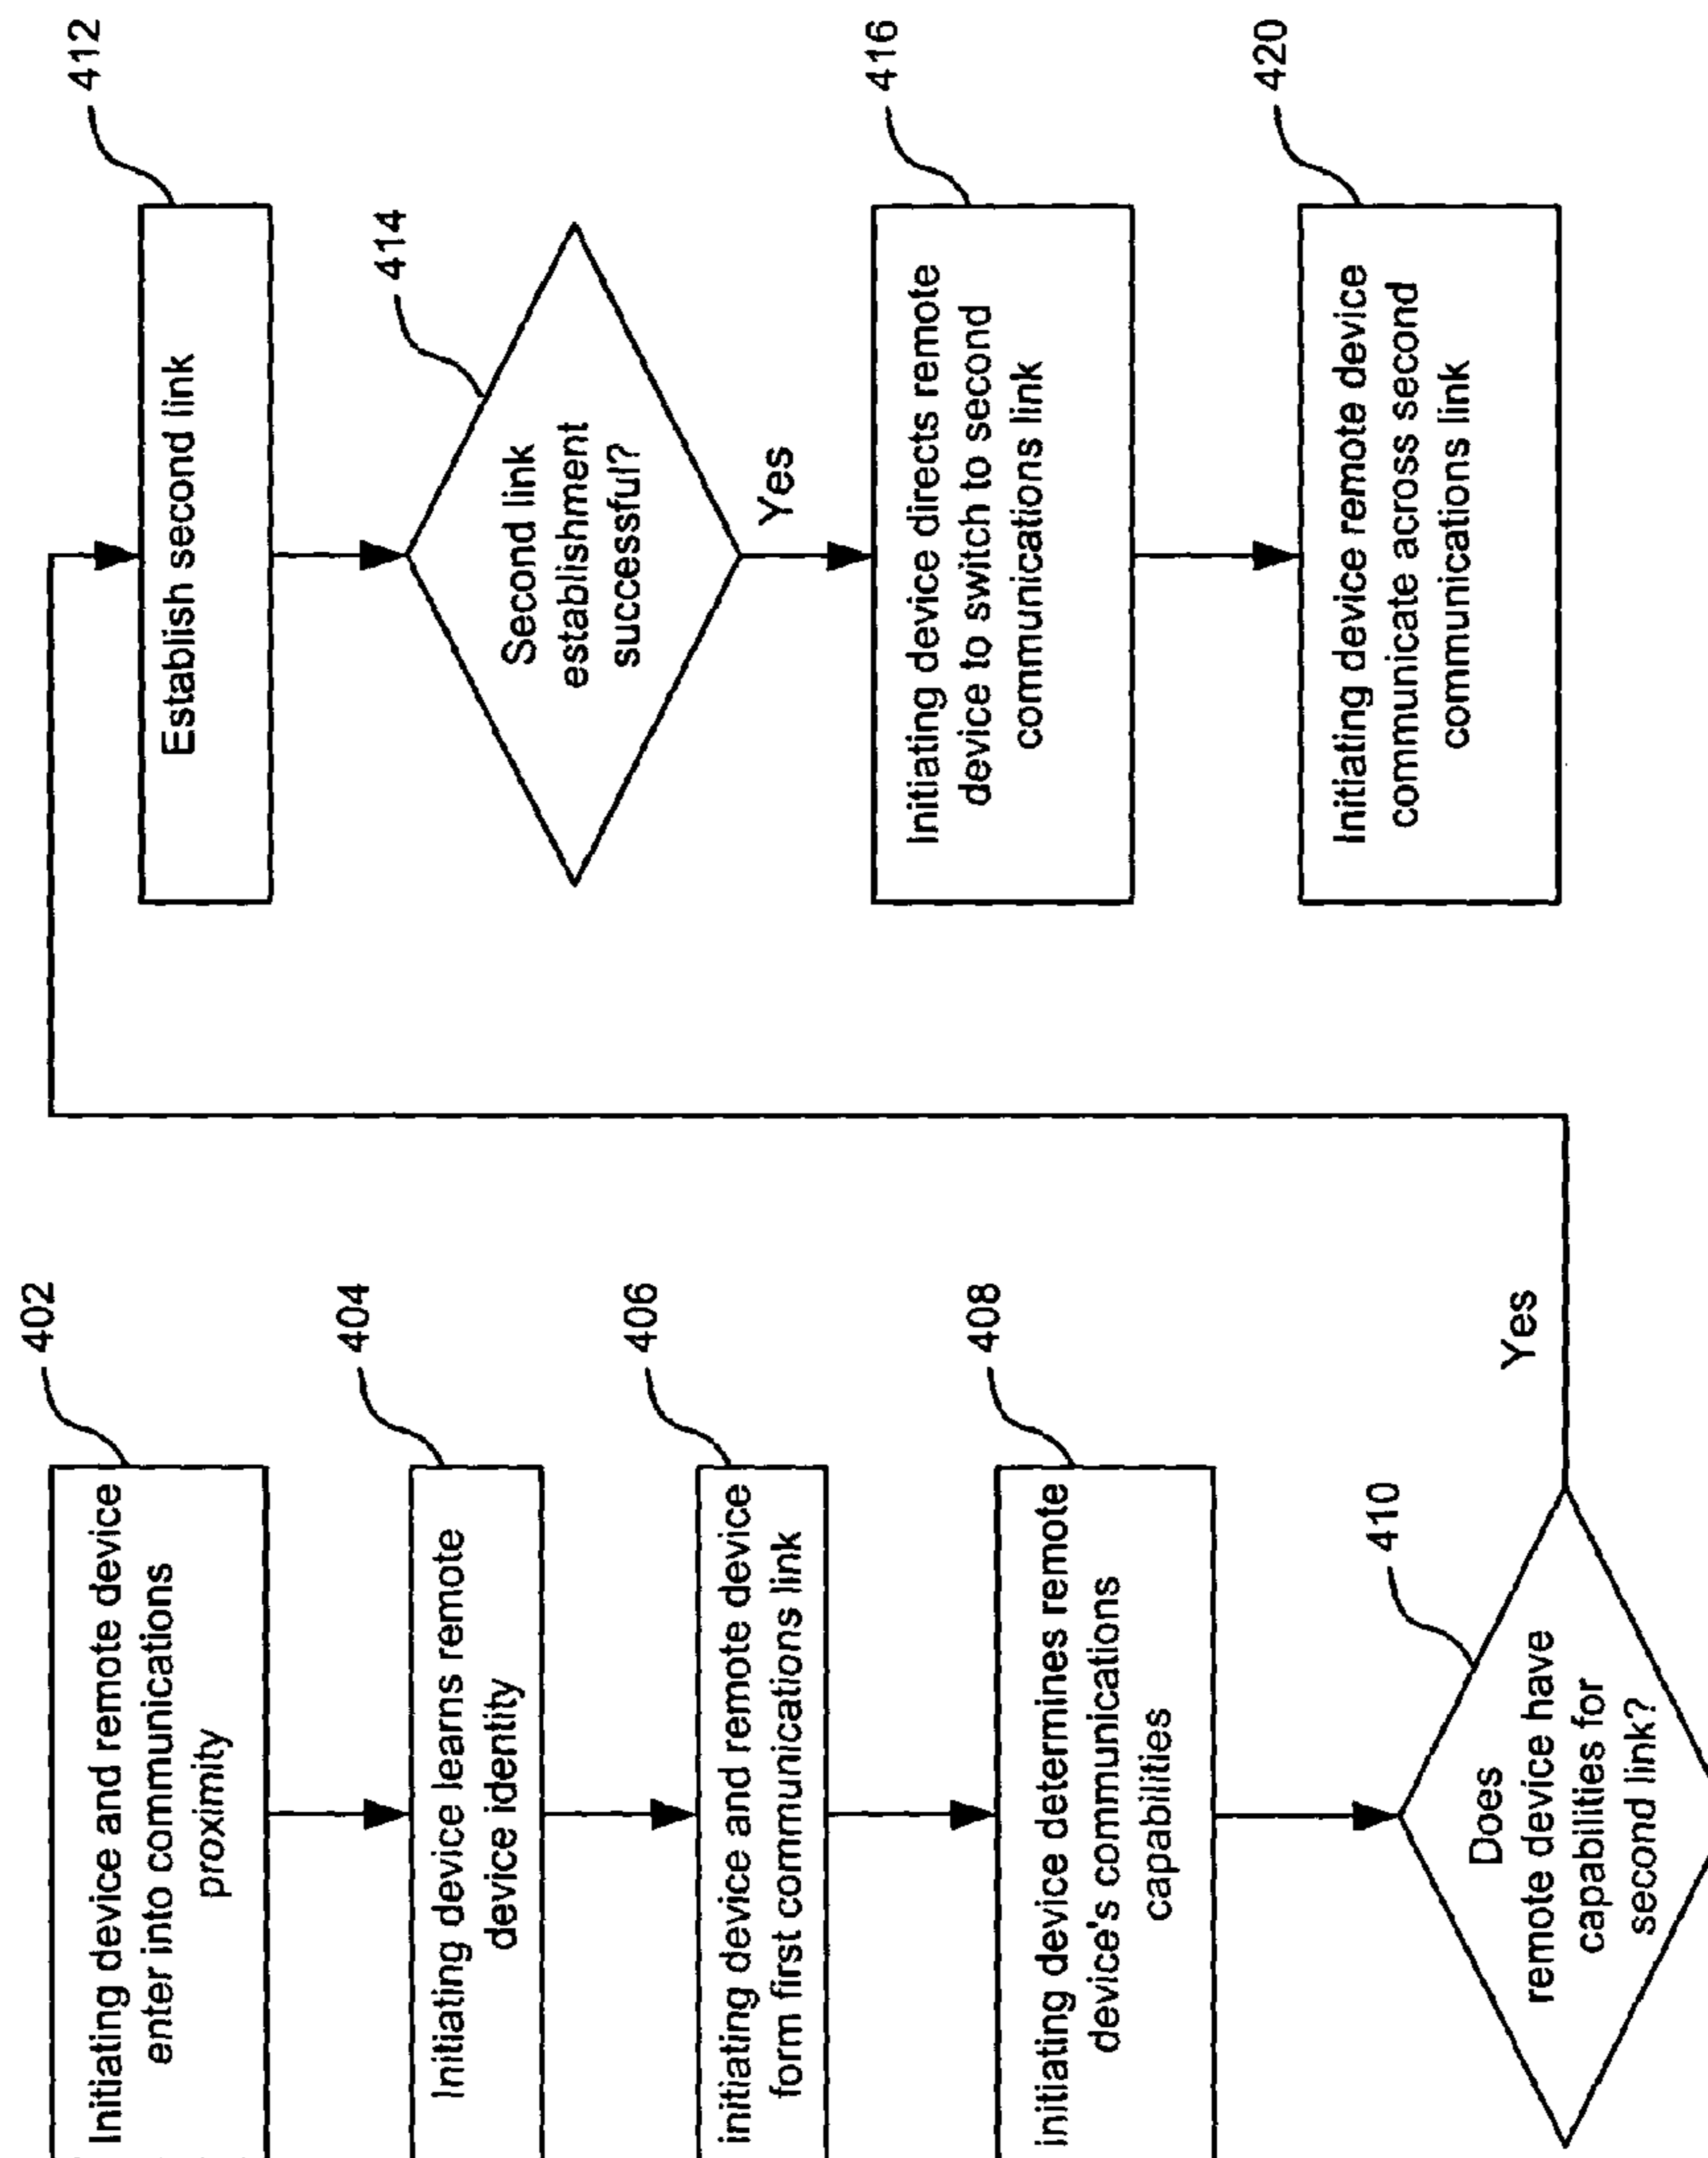 402
Initiating device and remote device
enter into communications
proximity
404
Initiating device learns remote
device identity
406
Initiating device and remote device
form first communications link
408
Initiating device determines remote
device's communications
capabilities
410
Does
remote device have
capabilities for
second link?
Yes
412
Establish second link
414
Second link
establishment
successful?
Yes
416
Initiating device directs remote
device to switch to second
communications link
420
Initiating device remote device
communicate across second
communications link